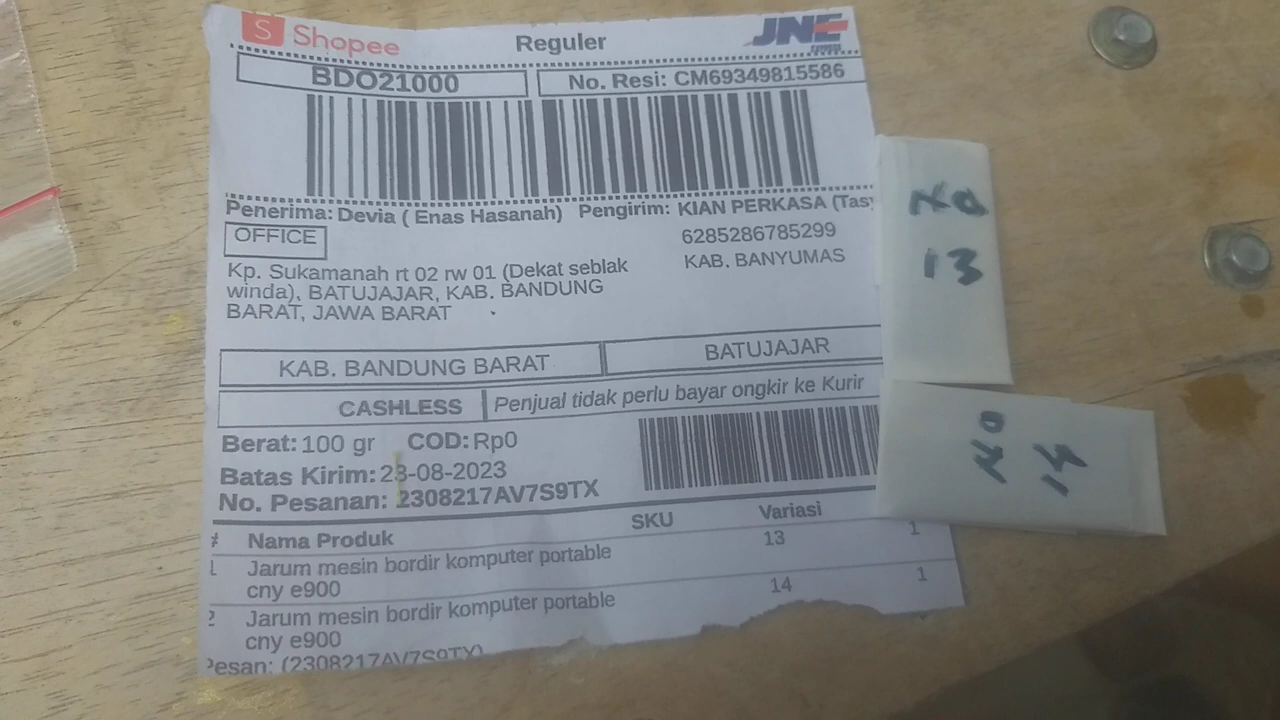 S Shopee Reguler JNE EXPRESS
BDO21000 No. Resi: CM69349815586
Penerima: Devia ( Enas Hasanah) Pengirim: KIAN PERKASA (Tasy
OFFICE 6285286785299
KAB. BANYUMAS
Kp. Sukamanah rt 02 rw 01 (Dekat seblak
winda), BATUJAJAR, KAB. BANDUNG
BARAT, JAWA BARAT
KAB. BANDUNG BARAT BATUJAJAR
CASHLESS Penjual tidak perlu bayar ongkir ke Kurir
Berat: 100 gr COD: Rp0
Batas Kirim: 23-08-2023
No. Pesanan: 2308217AV7S9TX
# Nama Produk SKU Variasi
1 Jarum mesin bordir komputer portable 13 1
cny e900
2 Jarum mesin bordir komputer portable 14 1
cny e900
Pesan: (2308217AV7S9TX)
No
13
No
14